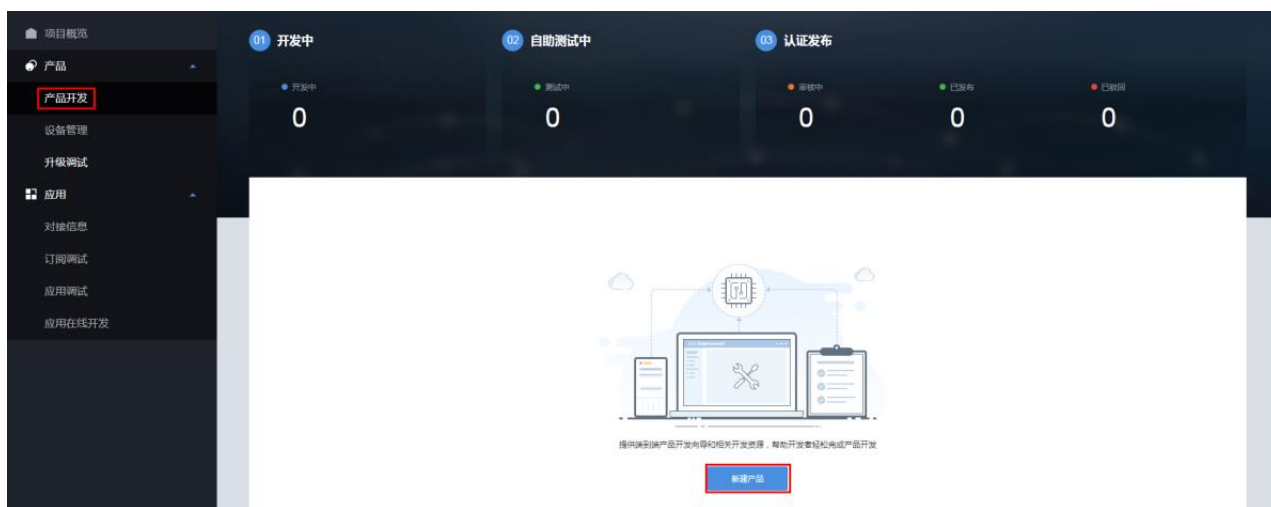 项目概览
产品
产品开发
设备管理
升级调试
应用
对接信息
订阅调试
应用调试
应用在线开发
01 开发中
02 自助测试中
03 认证发布
开发中
测试中
审核中
已发布
已驳回
0
0
0
0
0
提供端到端产品开发向导和相关开发资源，帮助开发者轻松完成产品开发
新建产品